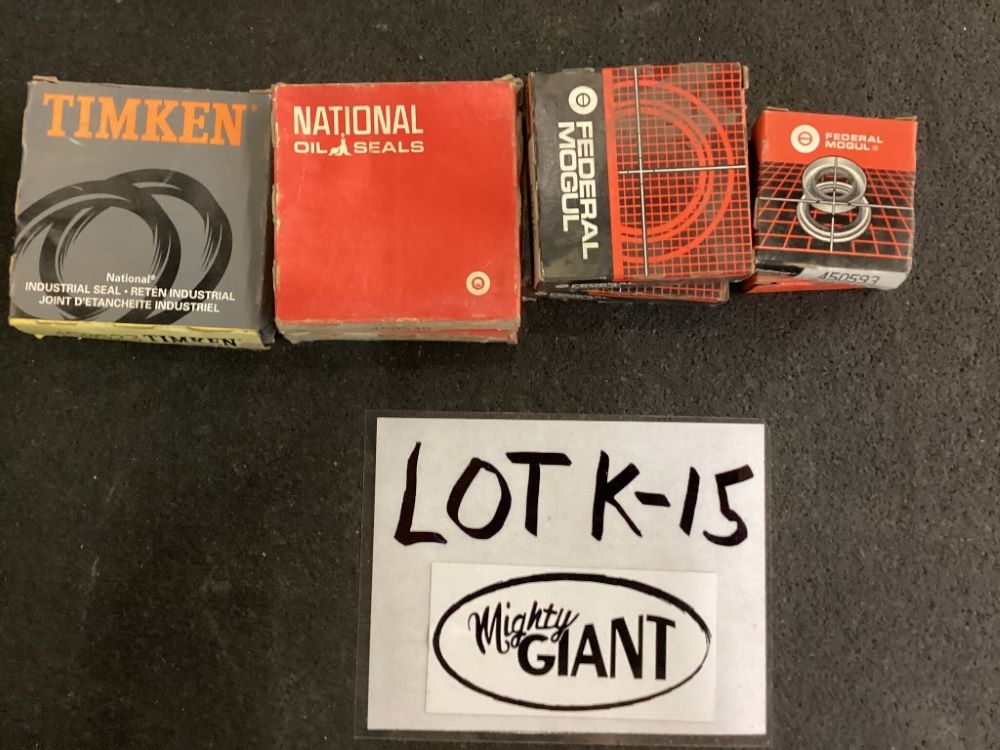 TIMKEN®
National®
INDUSTRIAL SEAL • RETÉN INDUSTRIAL
JOINT D'ETANCHEITE INDUSTRIEL
TIMKEN
NATIONAL
OIL SEALS
FEDERAL
MOGUL
FEDERAL
MOGUL®
450593
LOT K-15
Mighty
GIANT